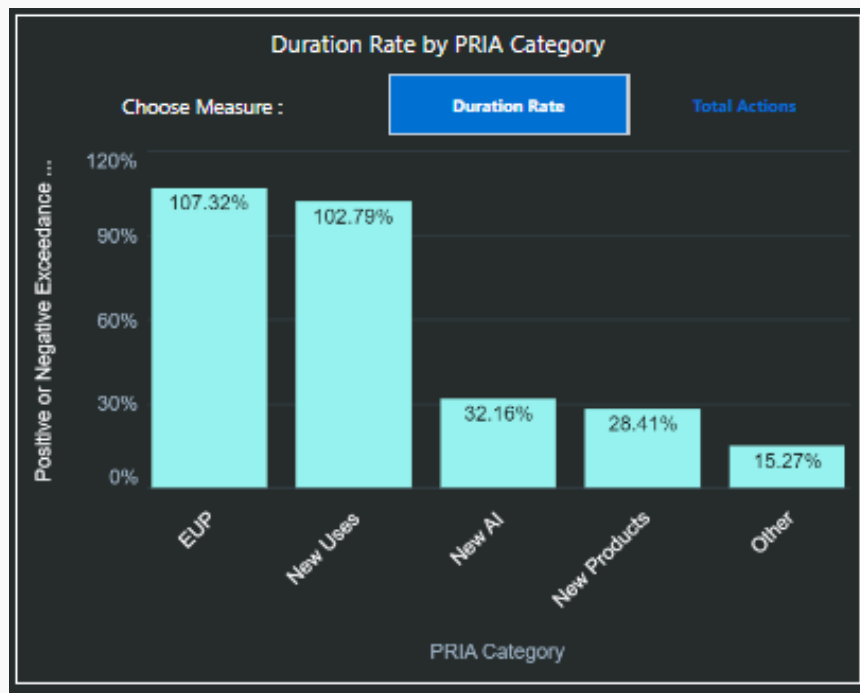 Duration Rate by PRIA Category
Choose Measure : Duration Rate Total Actions
Positive or Negative Exceedance ...
120%
90%
60%
30%
0%
107.32%
102.79%
32.16%
28.41%
15.27%
EUP
New Uses
New AI
New Products
Other
PRIA Category